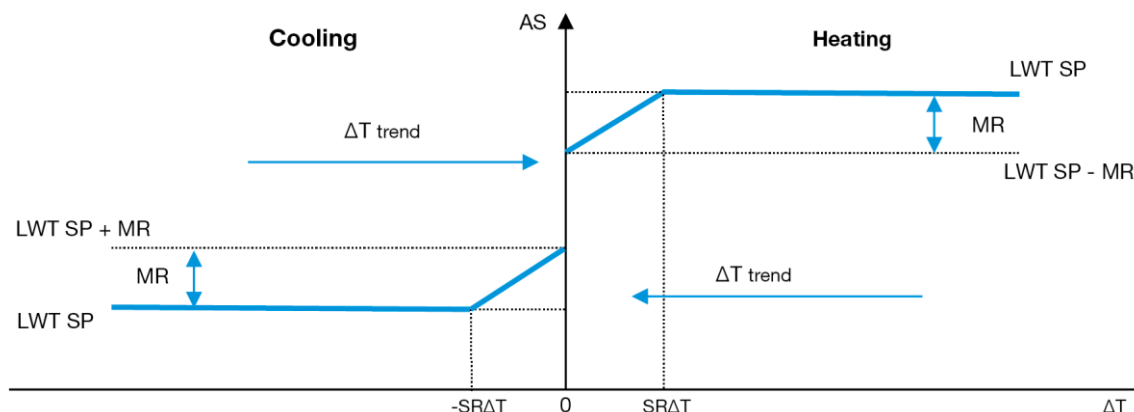 AS
Cooling
Heating
LWT SP
ΔT trend
MR
LWT SP - MR
LWT SP + MR
MR
ΔT trend
LWT SP
-SRΔT
0
SRΔT
ΔT